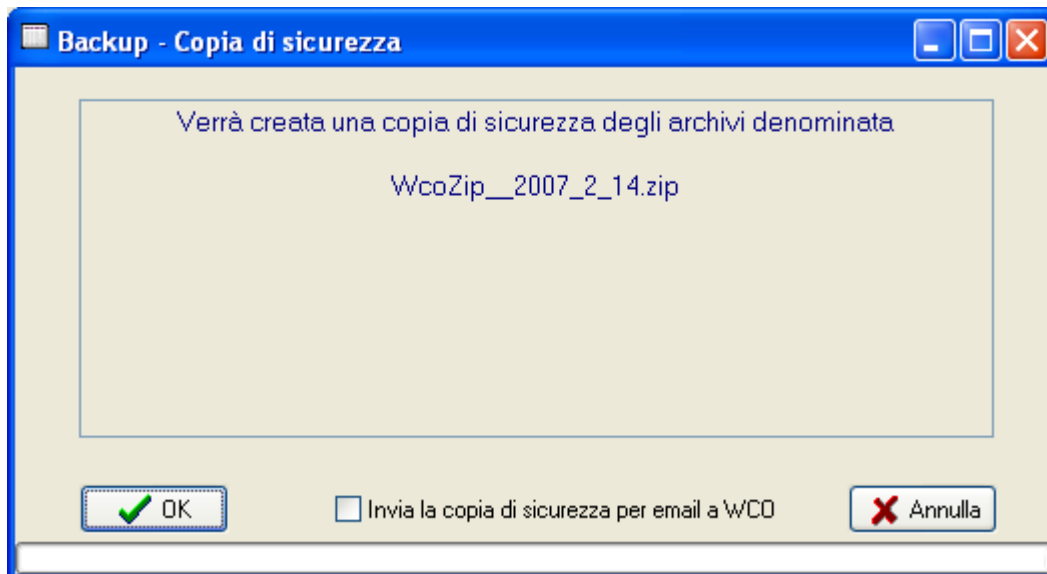 Backup - Copia di sicurezza
Verrà creata una copia di sicurezza degli archivi denominata
WcoZip__2007_2_14.zip
OK
Invia la copia di sicurezza per email a WCO
Annulla